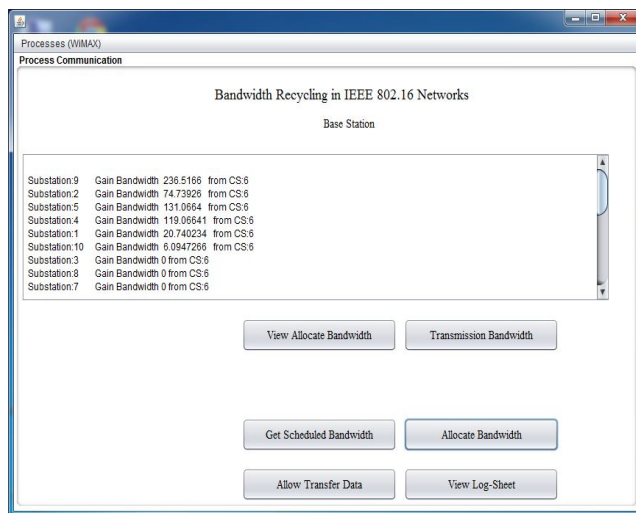 Processes (WiMAX)
Process Communication
Bandwidth Recycling in IEEE 802.16 Networks
Base Station
Substation:9 Gain Bandwidth 236.5166 from CS:6
Substation:2 Gain Bandwidth 74.73926 from CS:6
Substation:5 Gain Bandwidth 131.0664 from CS:6
Substation:4 Gain Bandwidth 119.06641 from CS:6
Substation:1 Gain Bandwidth 20.740234 from CS:6
Substation:10 Gain Bandwidth 6.0947266 from CS:6
Substation:3 Gain Bandwidth 0 from CS:6
Substation:8 Gain Bandwidth 0 from CS:6
Substation:7 Gain Bandwidth 0 from CS:6
View Allocate Bandwidth Transmission Bandwidth
Get Scheduled Bandwidth Allocate Bandwidth
Allow Transfer Data View Log-Sheet